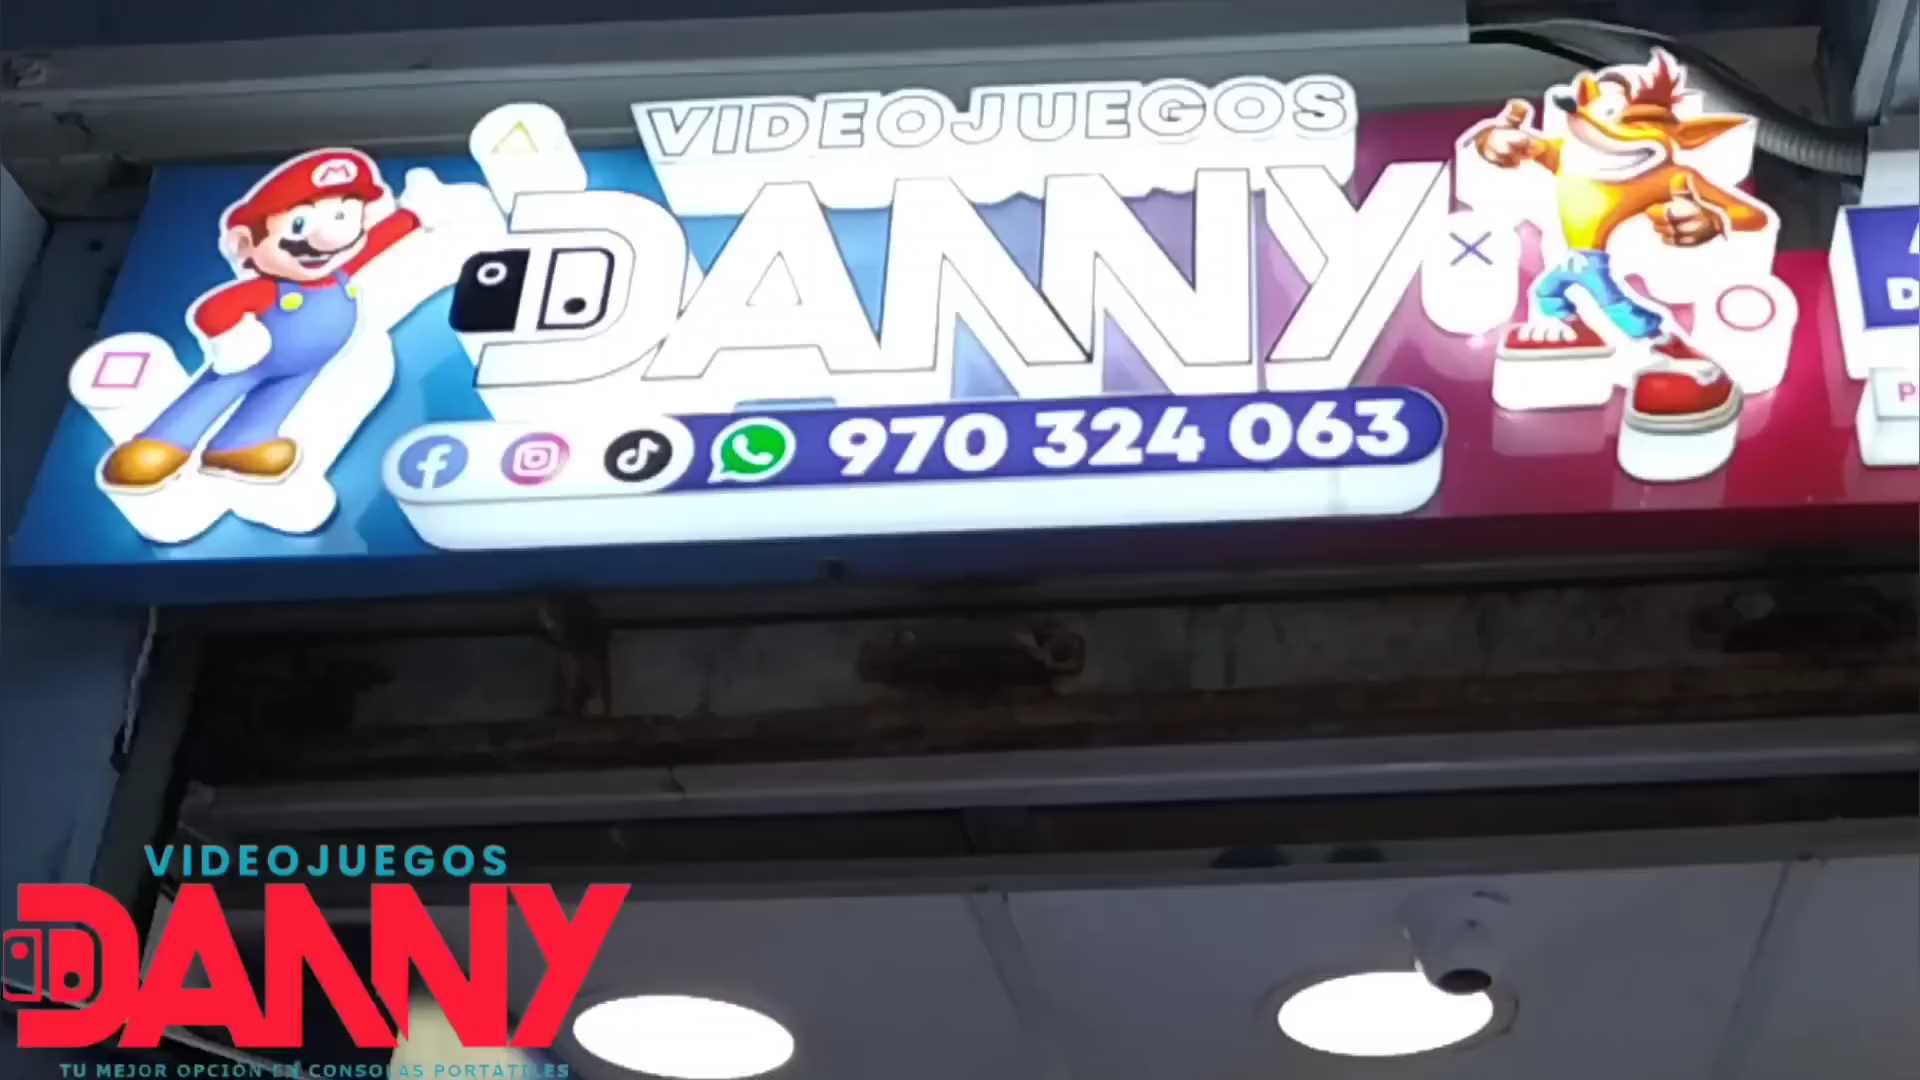 VIDEOJUEGOS
DANNY
970 324 063
VIDEOJUEGOS
DANNY
TU MEJOR OPCIÓN EN CONSOLAS PORTÁTILES